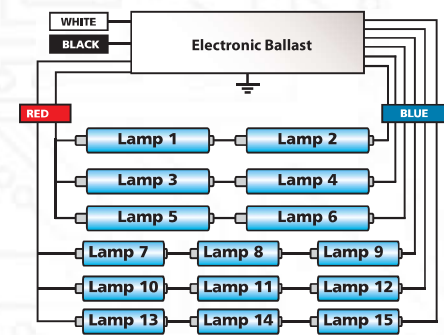 WHITE
BLACK
Electronic Ballast
RED
BLUE
Lamp 1
Lamp 2
Lamp 3
Lamp 4
Lamp 5
Lamp 6
Lamp 7
Lamp 8
Lamp 9
Lamp 10
Lamp 11
Lamp 12
Lamp 13
Lamp 14
Lamp 15